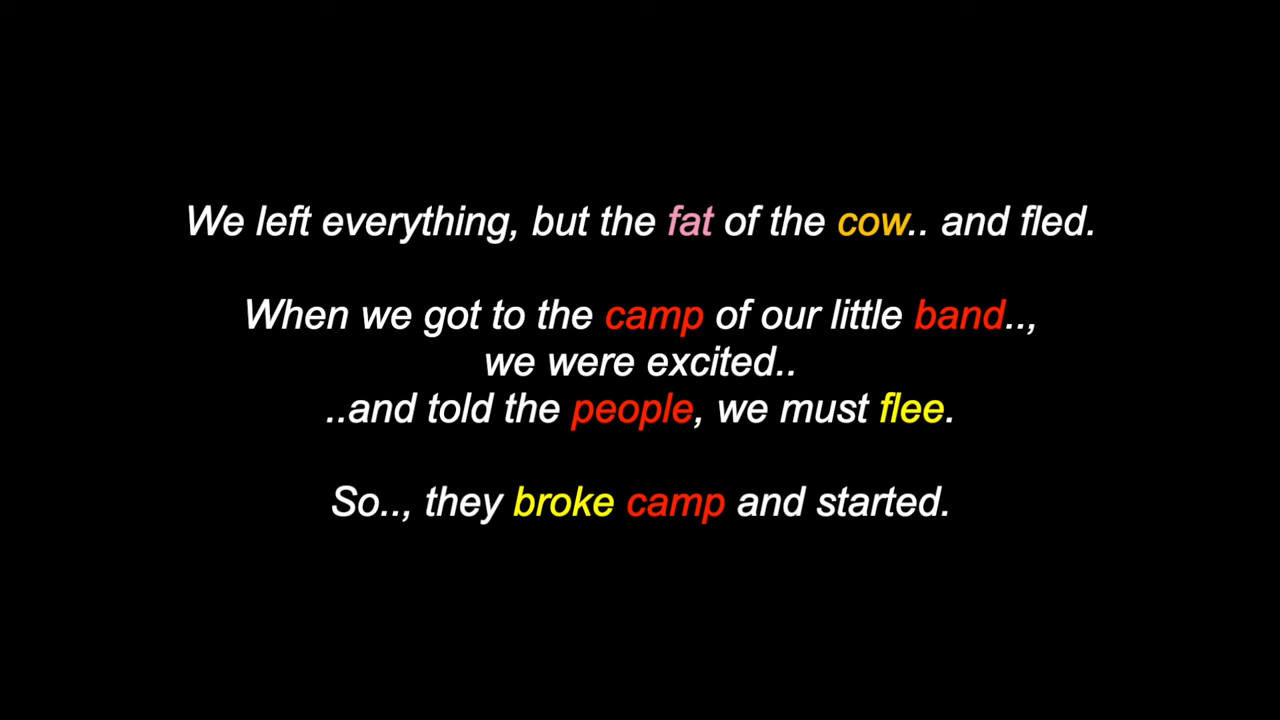 We left everything, but the fat of the cow.. and fled.
When we got to the camp of our little band..,
we were excited..
..and told the people, we must flee.
So.., they broke camp and started.